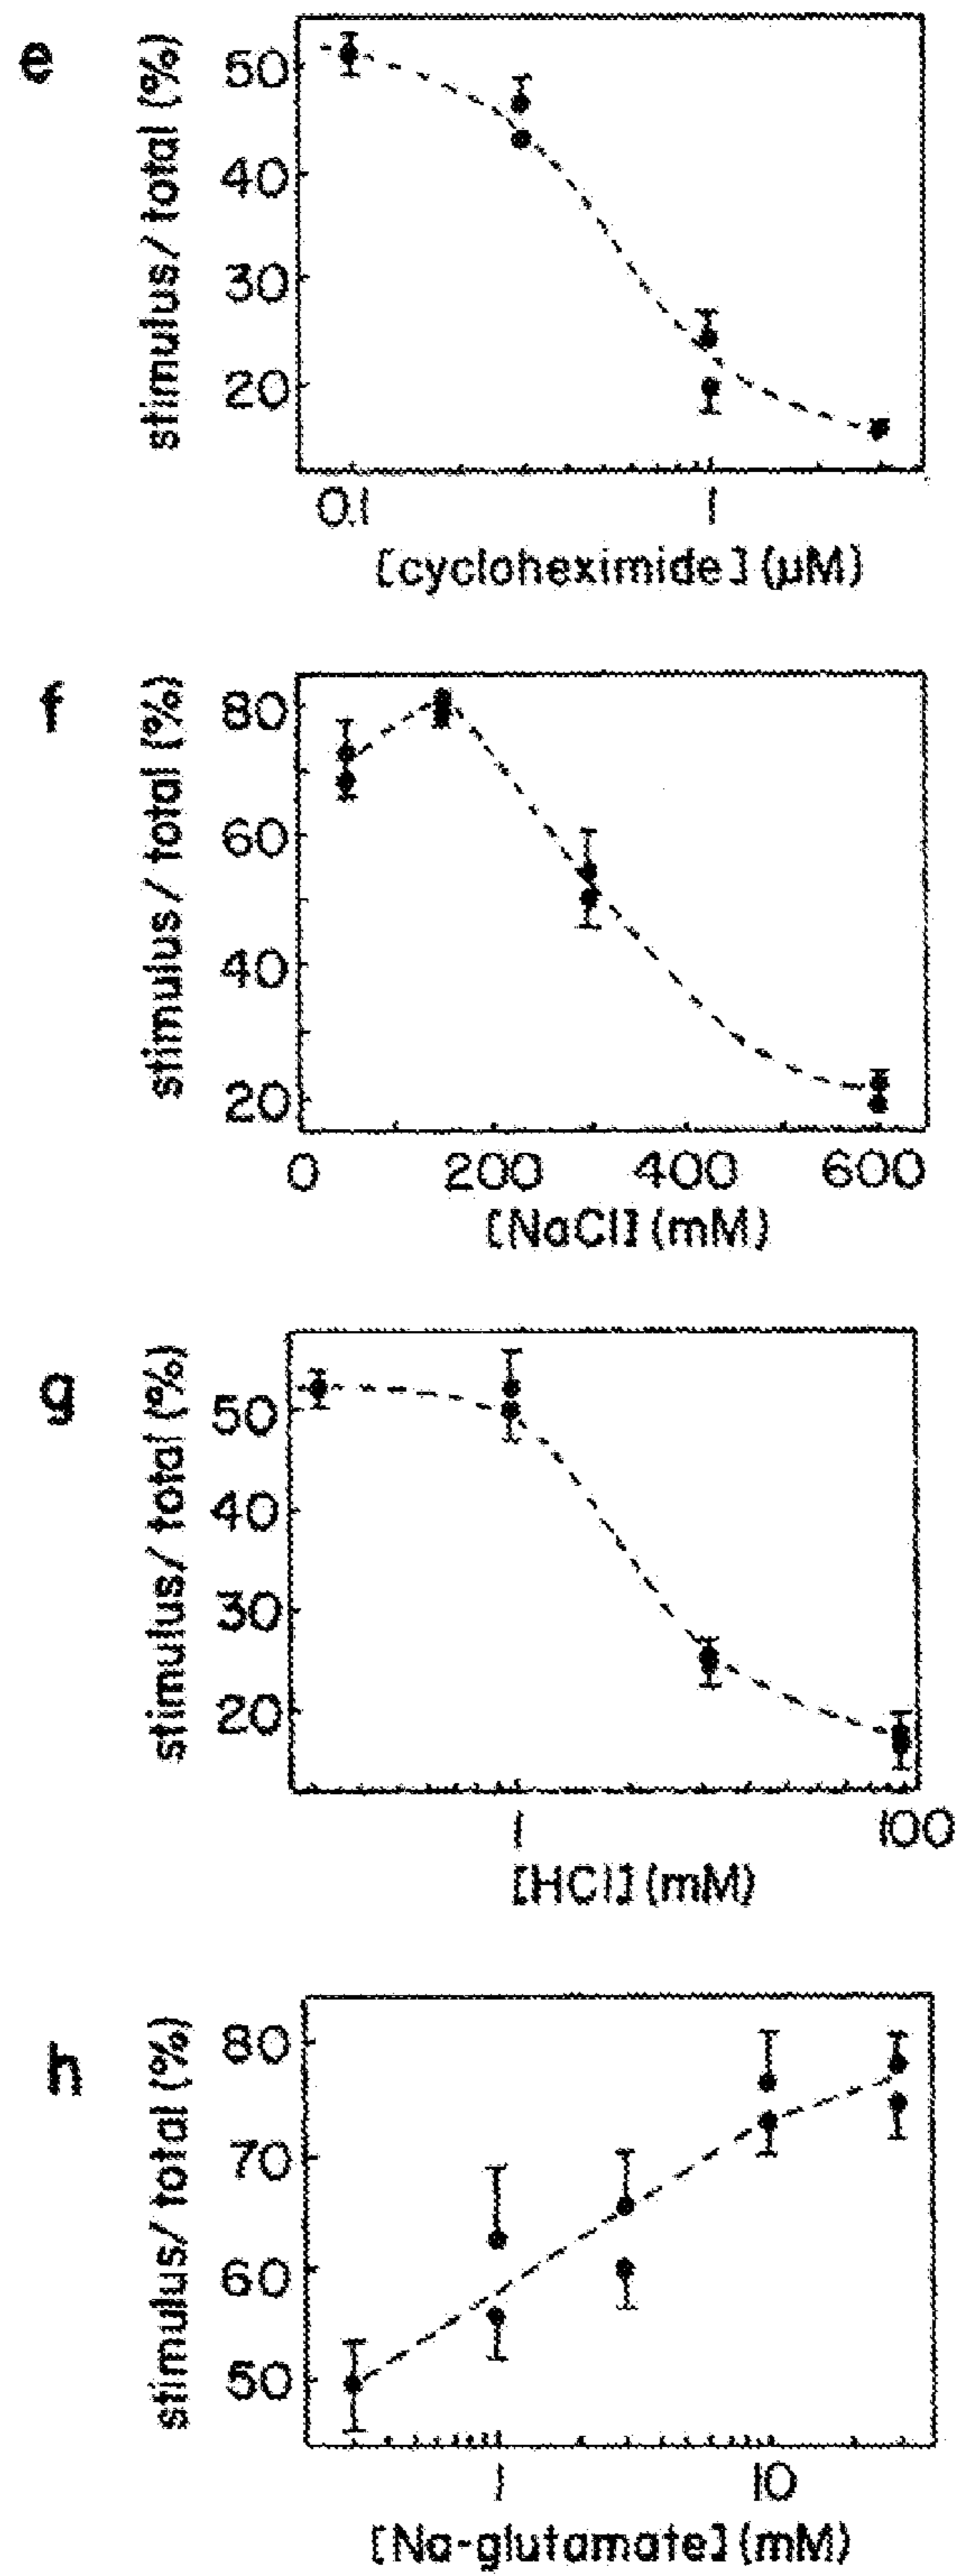 e
stimulus/total (%)
50
40
30
20
0.1 1
[cycloheximide] (μM)
f
stimulus/total (%)
80
60
40
20
0 200 400 600
[NaCl] (mM)
g
stimulus/total (%)
50
40
30
20
1 100
[HCl] (mM)
h
stimulus/total (%)
80
70
60
50
1 10
[Na-glutamate] (mM)